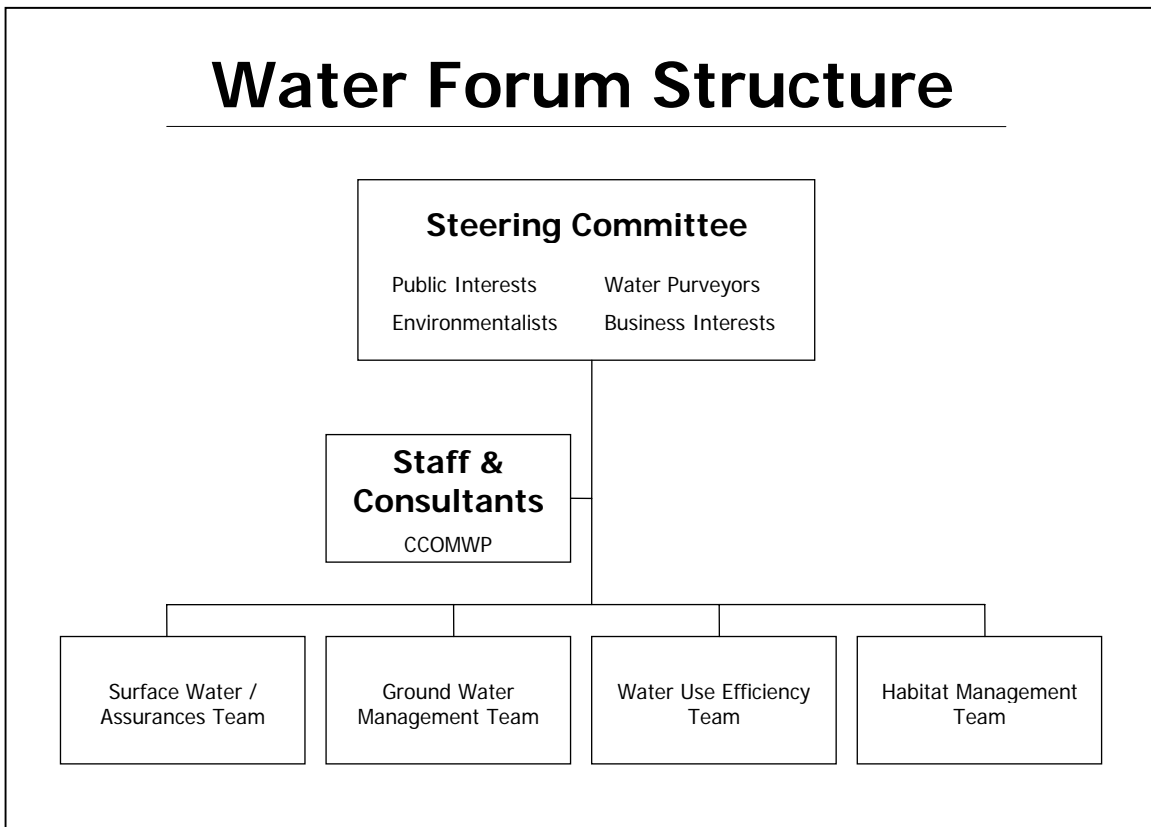 Water Forum Structure
Steering Committee
Public Interests
Water Purveyors
Environmentalists
Business Interests
Staff &
Consultants
CCOMWP
Surface Water /
Assurances Team
Ground Water
Management Team
Water Use Efficiency
Team
Habitat Management
Team